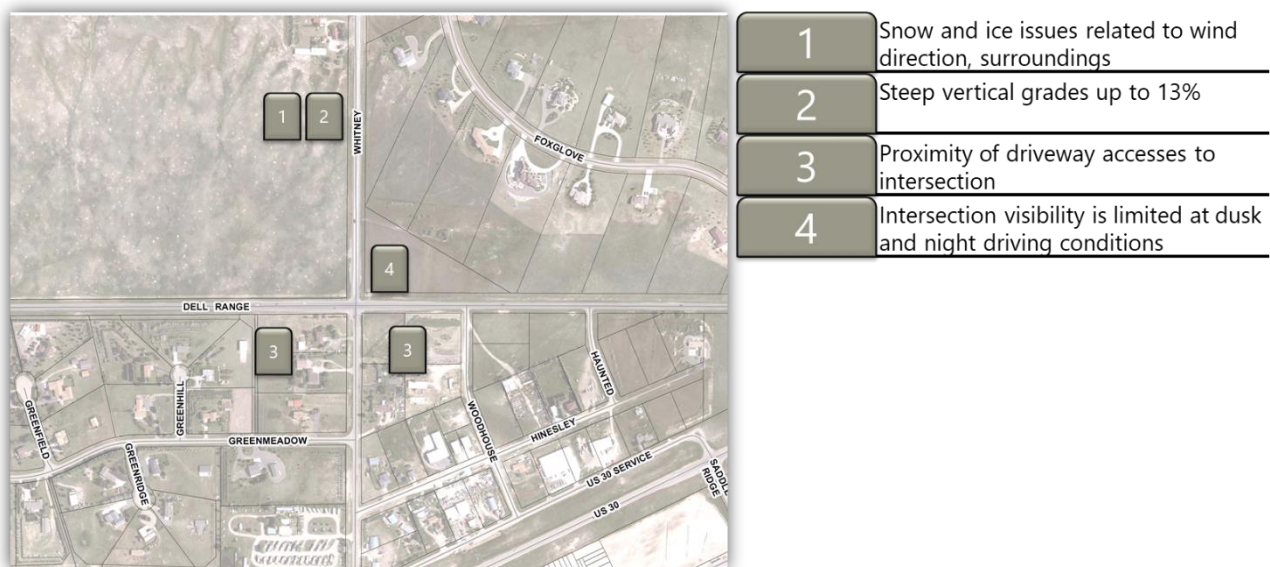 1
2
WHITNEY
FOXGLOVE
4
DELL RANGE
3
3
GREENHILL
HAUNTED
GREENFIELD
WOODHOUSE
HINESLEY
GREENMEADOW
GREENRIDGE
US 30 SERVICE
SADDLE
RIDGE
US 30
1
Snow and ice issues related to wind
direction, surroundings
2
Steep vertical grades up to 13%
3
Proximity of driveway accesses to
intersection
4
Intersection visibility is limited at dusk
and night driving conditions